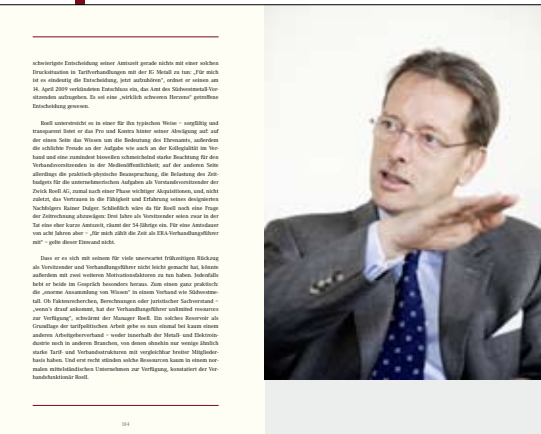 schwierigste Entscheidung seiner Amtszeit gerade nichts mit einer solchen
Drucksituation in Tarifverhandlungen mit der IG Metall zu tun: „Für mich
ist es eindeutig die Entscheidung, jetzt aufzuhören“, ordnet er seinen am
14. April 2009 verkündeten Entschluss ein, das Amt des Südwestmetall-Vor-
sitzenden aufzugeben. Es sei eine „wirklich schweren Herzens“ getroffene
Entscheidung gewesen.
Roell unterstreicht es in einer für ihn typischen Weise – sorgfältig und
transparent listet er das Pro und Kontra hinter seiner Abwägung auf: auf
der einen Seite das Wissen um die Bedeutung des Ehrenamts, außerdem
die schlichte Freude an der Aufgabe wie auch an der Kollegialität im Ver-
band und eine zumindest bisweilen schmeichelnd starke Beachtung für den
Verbandsvorsitzenden in der Medienöffentlichkeit; auf der anderen Seite
allerdings die praktisch-physische Beanspruchung, die Belastung des Zeit-
budgets für die unternehmerischen Aufgaben als Vorstandsvorsitzender der
Zwick Roell AG, zumal nach einer Phase wichtiger Akquisitionen, und, nicht
zuletzt, das Vertrauen in die Fähigkeit und Erfahrung seines designierten
Nachfolgers Rainer Dulger. Schließlich wäre da für Roell noch eine Frage
der Zeitrechnung abzuwägen: Drei Jahre als Vorsitzender seien zwar in der
Tat eine eher kurze Amtszeit, räumt der 54-Jährige ein. Für eine Amtsdauer
von acht Jahren aber – „für mich zählt die Zeit als ERA-Verhandlungsführer
mit“ – gelte dieser Einwand nicht.
Dass er es sich mit seinem für viele unerwartet frühzeitigen Rückzug
als Vorsitzender und Verhandlungsführer nicht leicht gemacht hat, könnte
außerdem mit zwei weiteren Motivationsfaktoren zu tun haben. Jedenfalls
hebt er beide im Gespräch besonders heraus. Zum einen ganz praktisch:
die „enorme Ansammlung von Wissen“ in einem Verband wie Südwestme-
tall. Ob Faktenrecherchen, Berechnungen oder juristischer Sachverstand –
„wenn's drauf ankommt, hat der Verhandlungsführer unlimited resources
zur Verfügung“, schwärmt der Manager Roell. Ein solches Reservoir als
Grundlage der tarifpolitischen Arbeit gebe es nun einmal bei kaum einem
anderen Arbeitgeberverband – weder innerhalb der Metall- und Elektroin-
dustrie noch in anderen Branchen, von denen ohnehin nur wenige ähnlich
starke Tarif- und Verbandsstrukturen mit vergleichbar breiter Mitglieder-
basis haben. Und erst recht stünden solche Ressourcen kaum in einem nor-
malen mittelständischen Unternehmen zur Verfügung, konstatiert der Ver-
bandsfunktionär Roell.
104